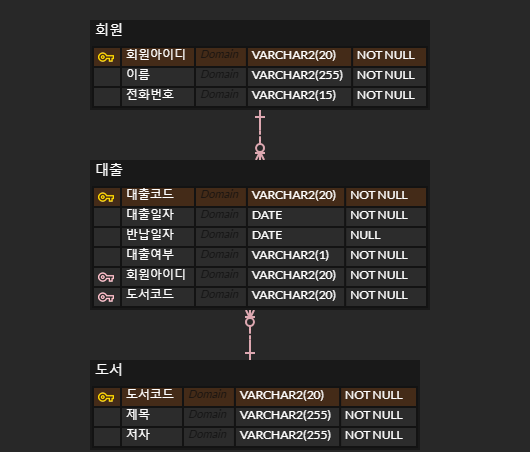 회원
회원아이디 Domain VARCHAR2(20) NOT NULL
이름 Domain VARCHAR2(255) NOT NULL
전화번호 Domain VARCHAR2(15) NOT NULL
대출
대출코드 Domain VARCHAR2(20) NOT NULL
대출일자 Domain DATE NOT NULL
반납일자 Domain DATE NULL
대출여부 Domain VARCHAR2(1) NOT NULL
회원아이디 Domain VARCHAR2(20) NOT NULL
도서코드 Domain VARCHAR2(20) NOT NULL
도서
도서코드 Domain VARCHAR2(20) NOT NULL
제목 Domain VARCHAR2(255) NOT NULL
저자 Domain VARCHAR2(255) NOT NULL